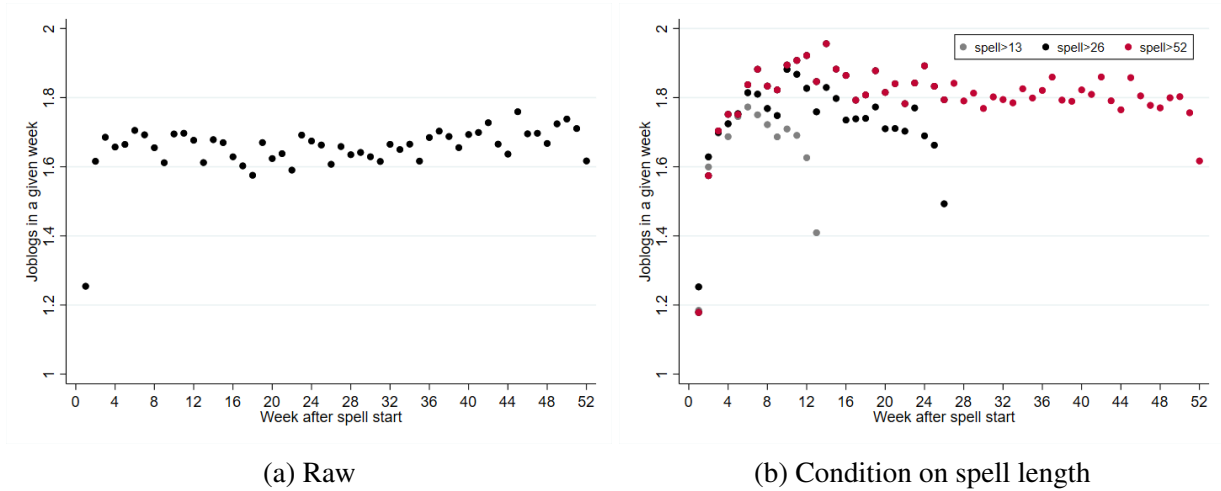 Joblogs in a given week
2
1.8
1.6
1.4
1.2
1
0 4 8 12 16 20 24 28 32 36 40 44 48 52
Week after spell start
(a) Raw
Joblogs in a given week
2
1.8
1.6
1.4
1.2
1
spell>13 spell>26 spell>52
0 4 8 12 16 20 24 28 32 36 40 44 48 52
Week after spell start
(b) Condition on spell length